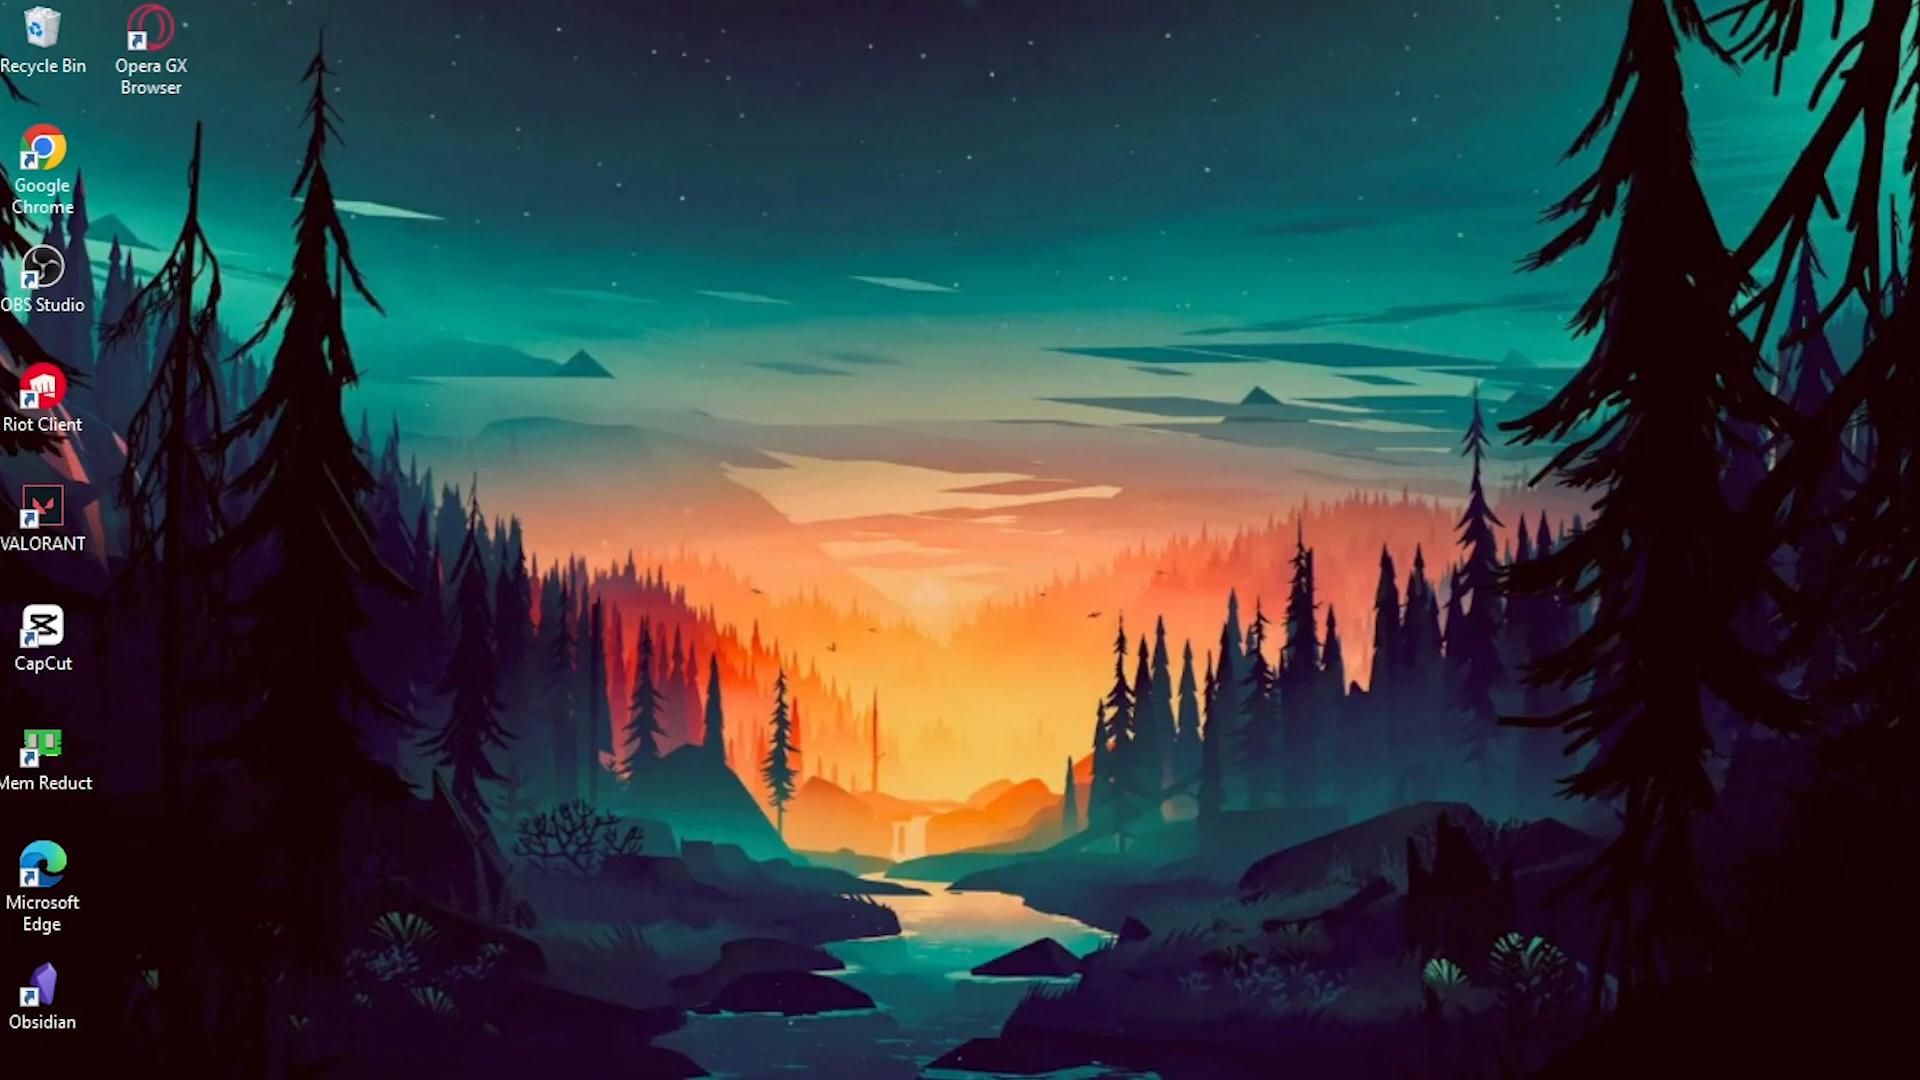 Recycle Bin
Opera GX
Browser
Google
Chrome
OBS Studio
Riot Client
VALORANT
CapCut
Mem Reduct
Microsoft
Edge
Obsidian